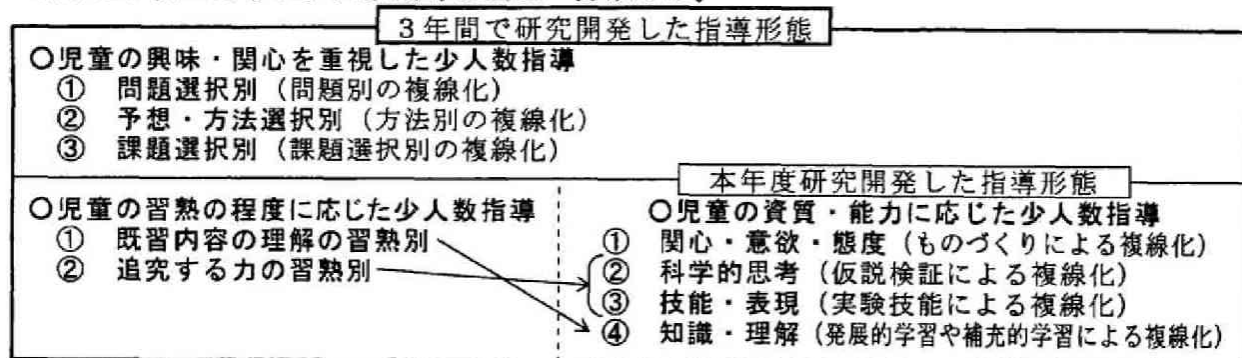 ３年間で研究開発した指導形態
○児童の興味・関心を重視した少人数指導
① 問題選択別（問題別の複線化）
② 予想・方法選択別（方法別の複線化）
③ 課題選択別（課題選択別の複線化）
本年度研究開発した指導形態
○児童の習熟の程度に応じた少人数指導
① 既習内容の理解の習熟別
② 追究する力の習熟別
○児童の資質・能力に応じた少人数指導
① 関心・意欲・態度（ものづくりによる複線化）
② 科学的思考（仮説検証による複線化）
③ 技能・表現（実験技能による複線化）
④ 知識・理解（発展的学習や補充的学習による複線化）